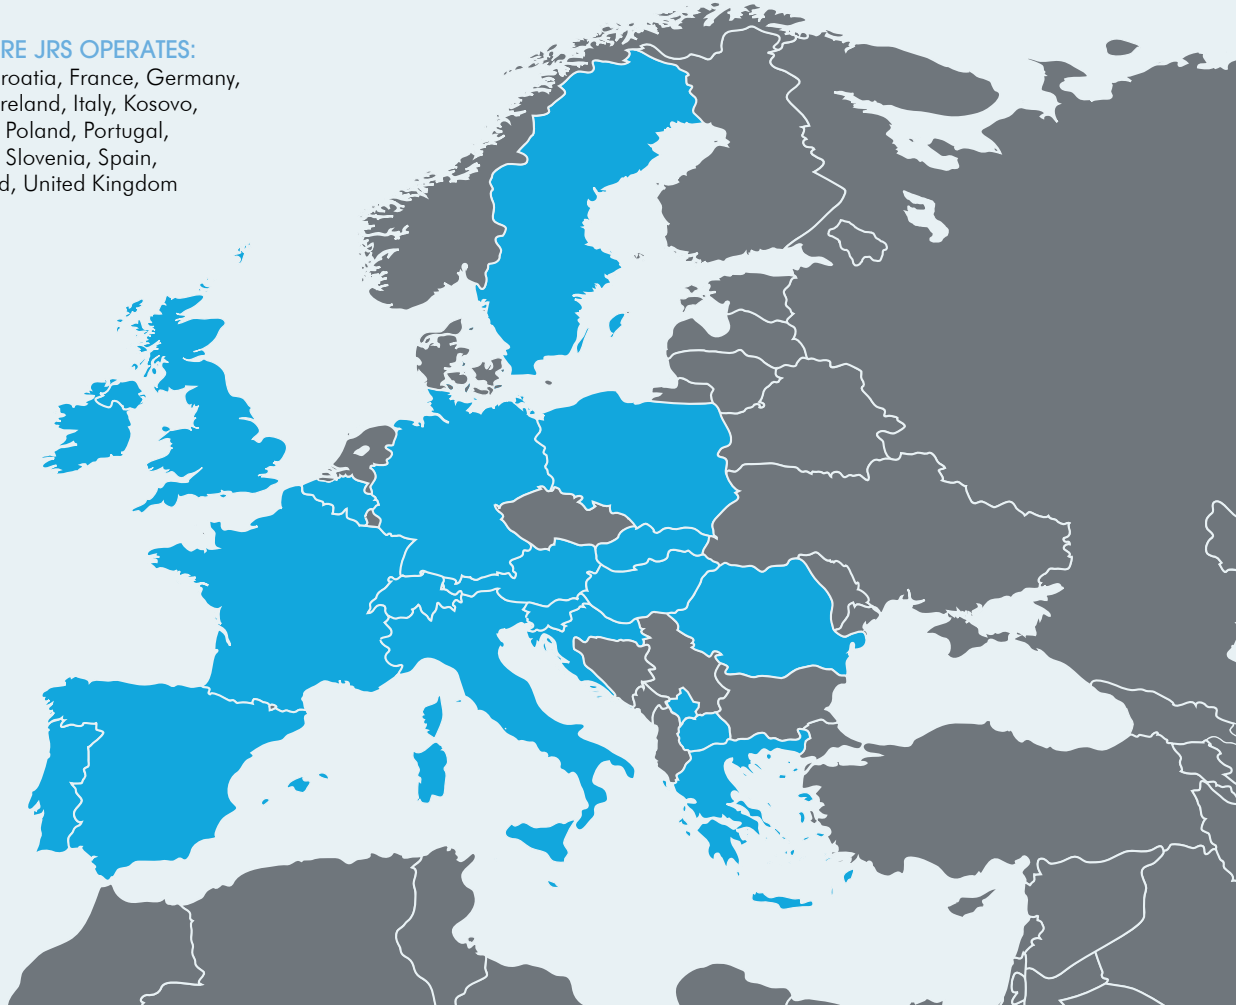 RE JRS OPERATES:
roatia, France, Germany,
reland, Italy, Kosovo,
Poland, Portugal,
Slovenia, Spain,
d, United Kingdom